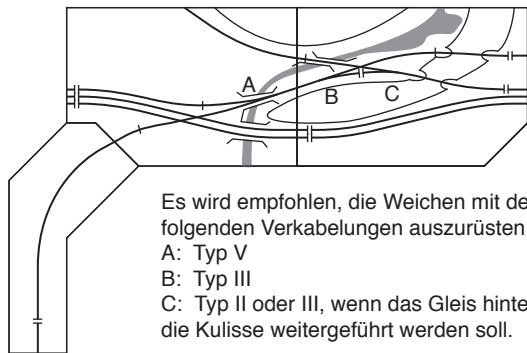 A
B
C
Es wird empfohlen, die Weichen mit de
folgenden Verkabelungen auszurüsten
A: Typ V
B: Typ III
C: Typ II oder III, wenn das Gleis hinte
die Kulisse weitergeführt werden soll.